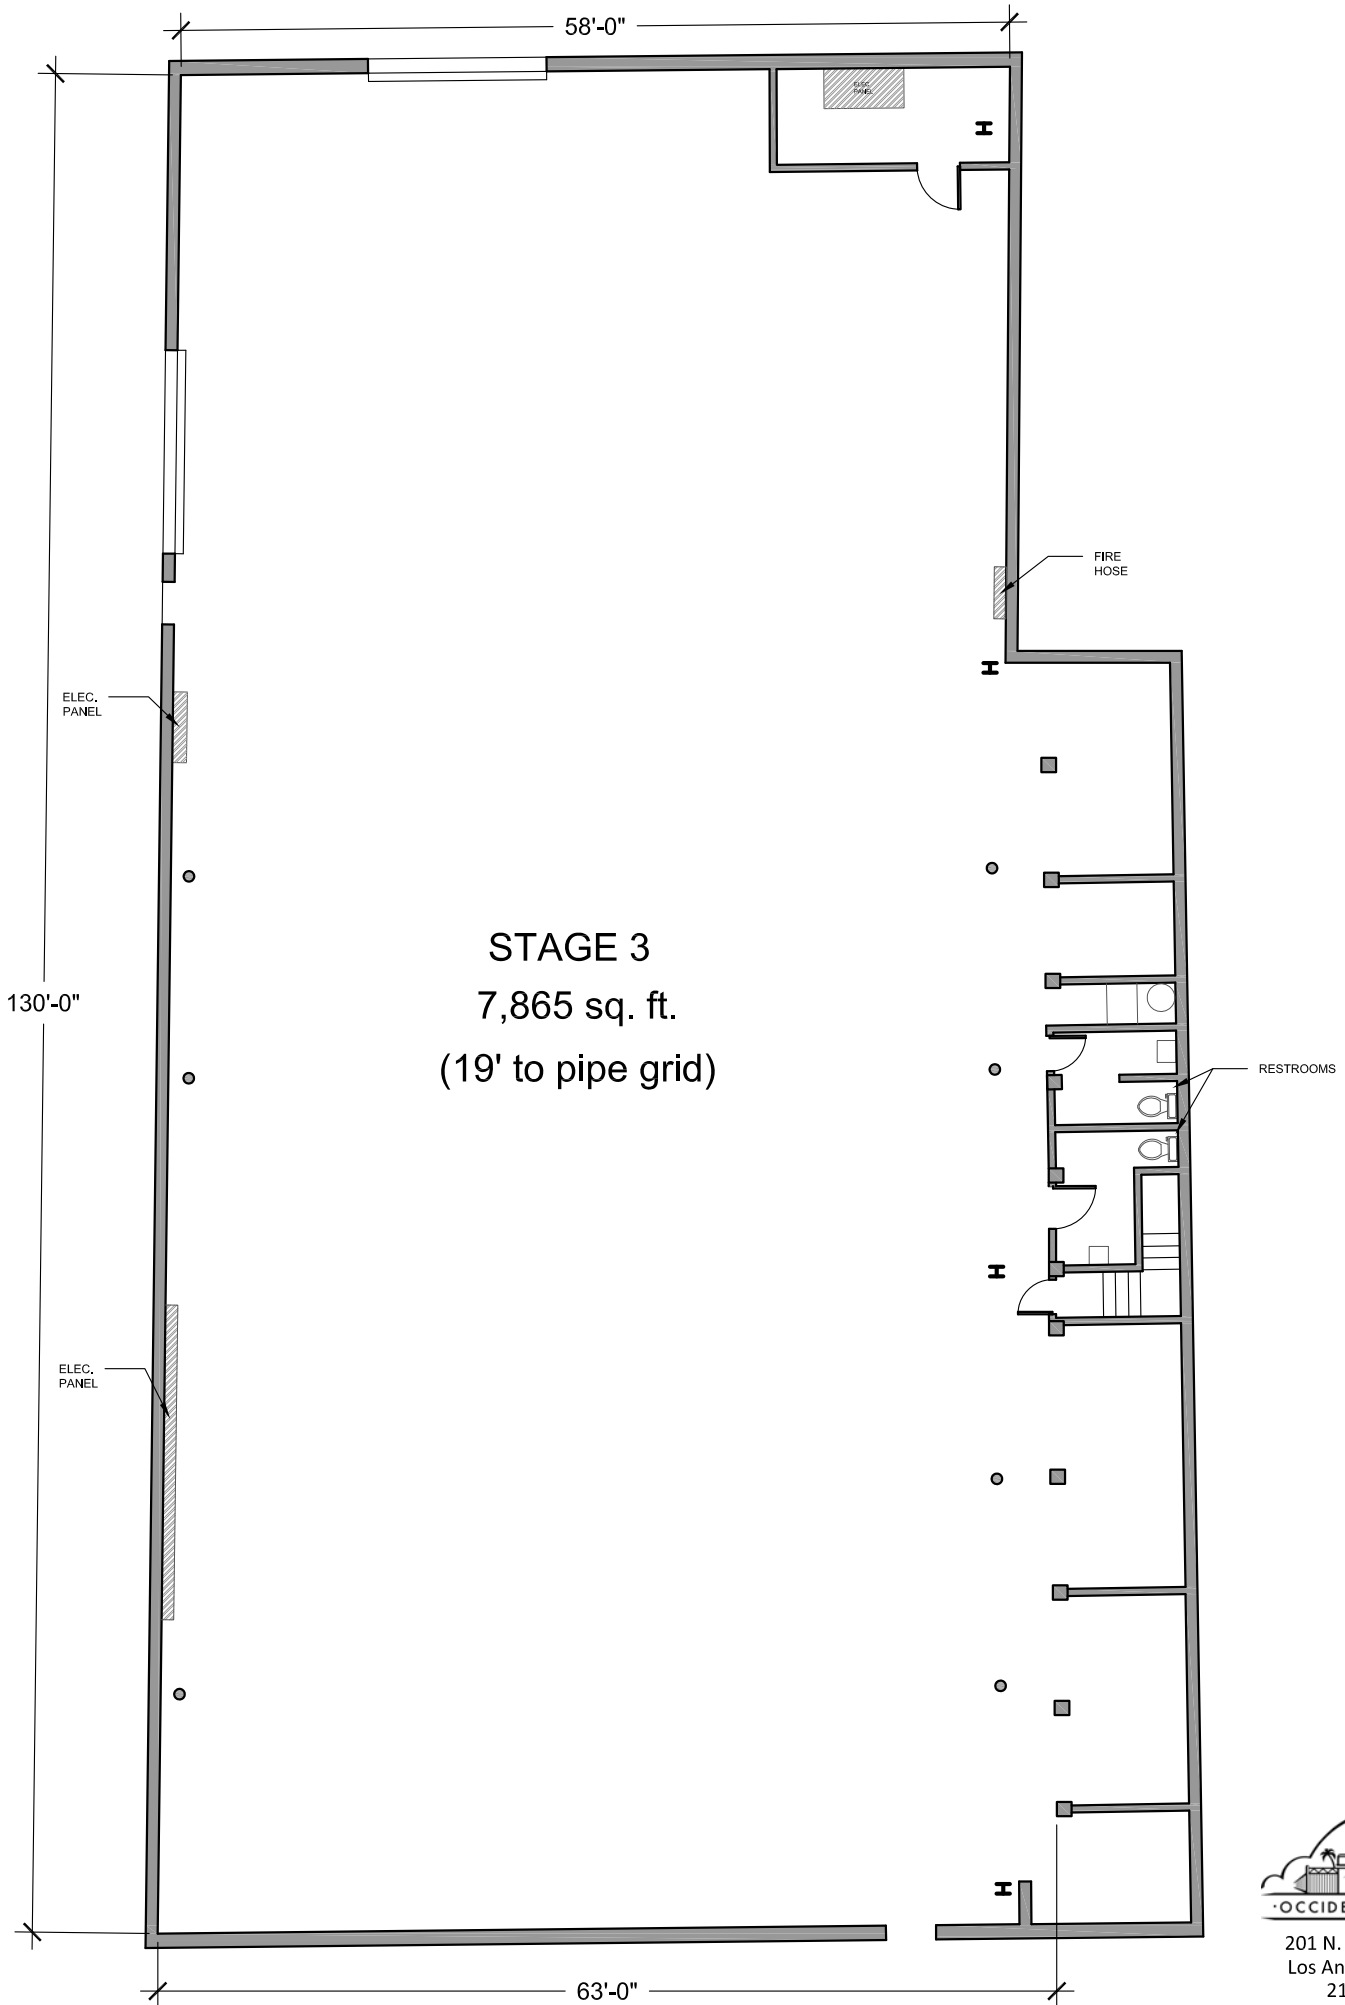 58'-0"
ELEC.
PANEL
FIRE
HOSE
ELEC.
PANEL
STAGE 3
7,865 sq. ft.
(19' to pipe grid)
130'-0"
RESTROOMS
ELEC.
PANEL
·OCCIDE
201 N.
Los An
21
63'-0"